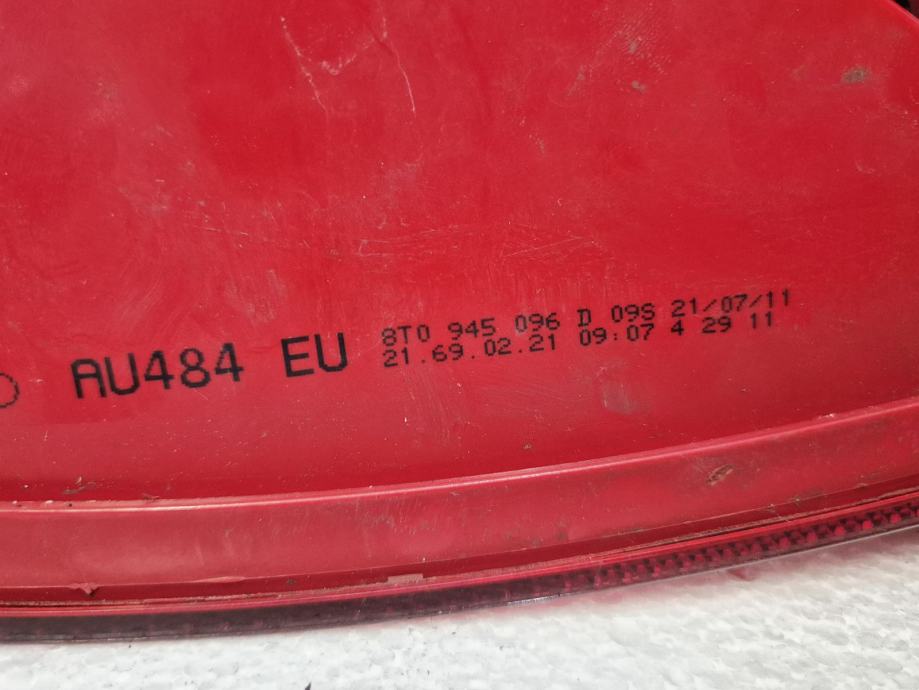 AU484 EU
8T0 945 096 D 09S 21/07/11
21.69.02.21 09:07 4 29 11